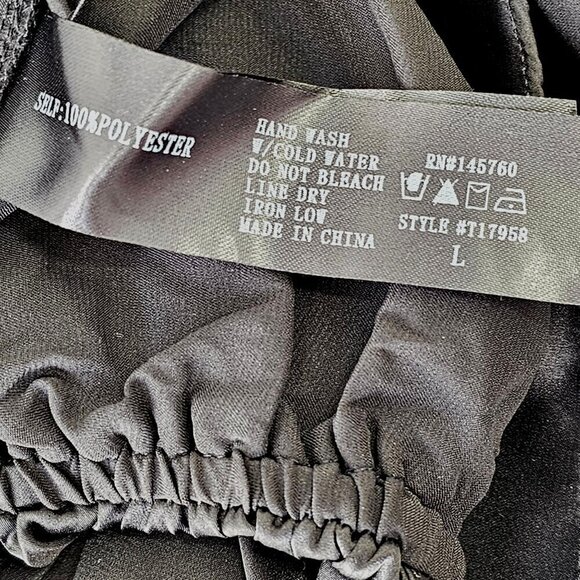 SELF:100%POLYESTER
HAND WASH
W/COLD WATER
DO NOT BLEACH
LINE DRY
IRON LOW
MADE IN CHINA
RN#145760
STYLE #T17958
L